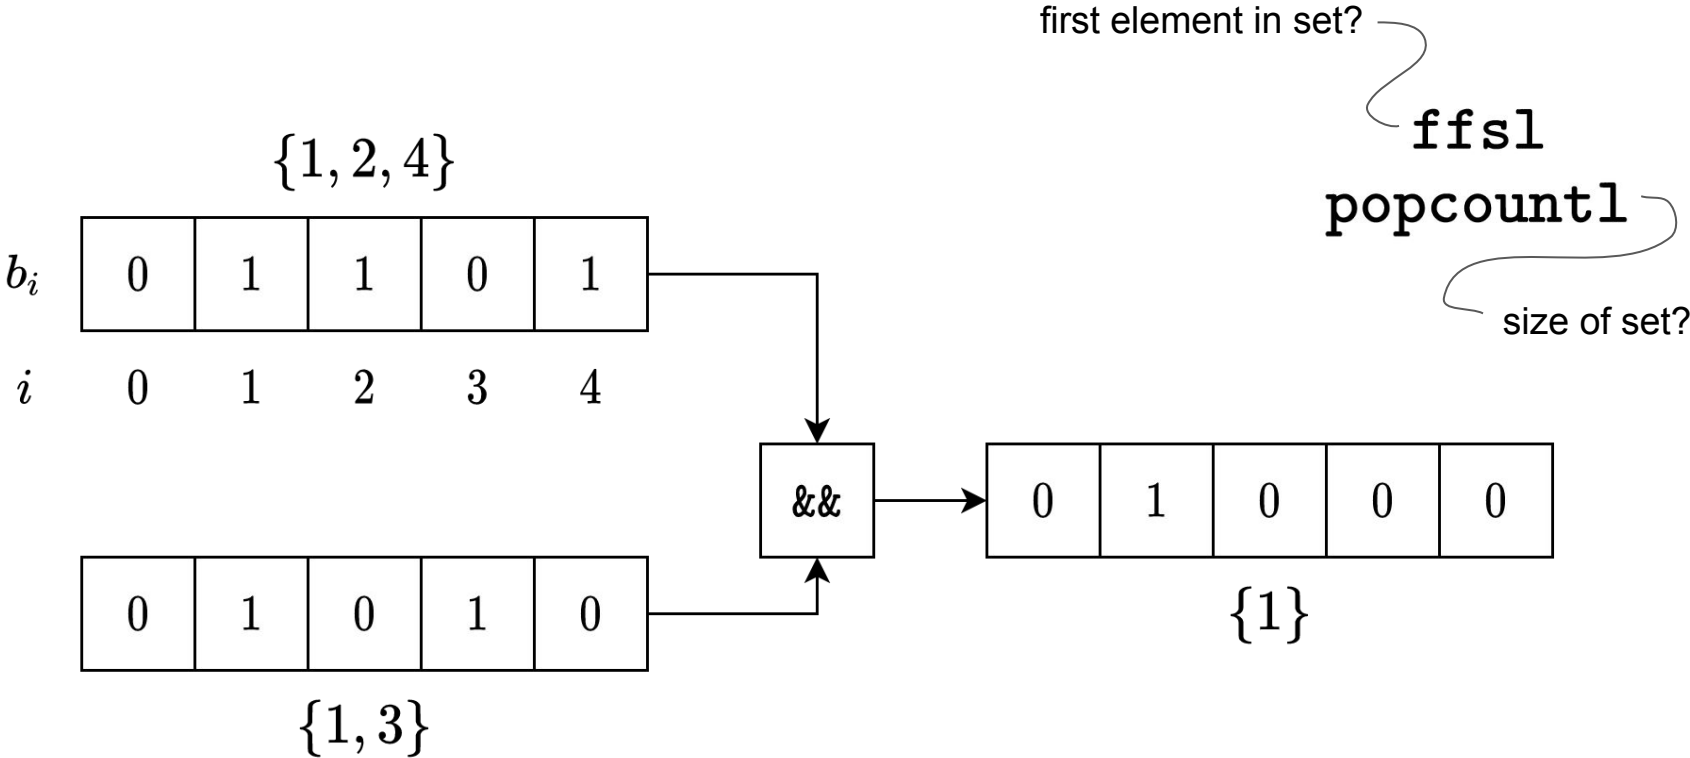 first element in set?
ffsl
{1, 2, 4}
popcountl
b_i 0 1 1 0 1
size of set?
i 0 1 2 3 4
&& 0 1 0 0 0
0 1 0 1 0
{1}
{1, 3}